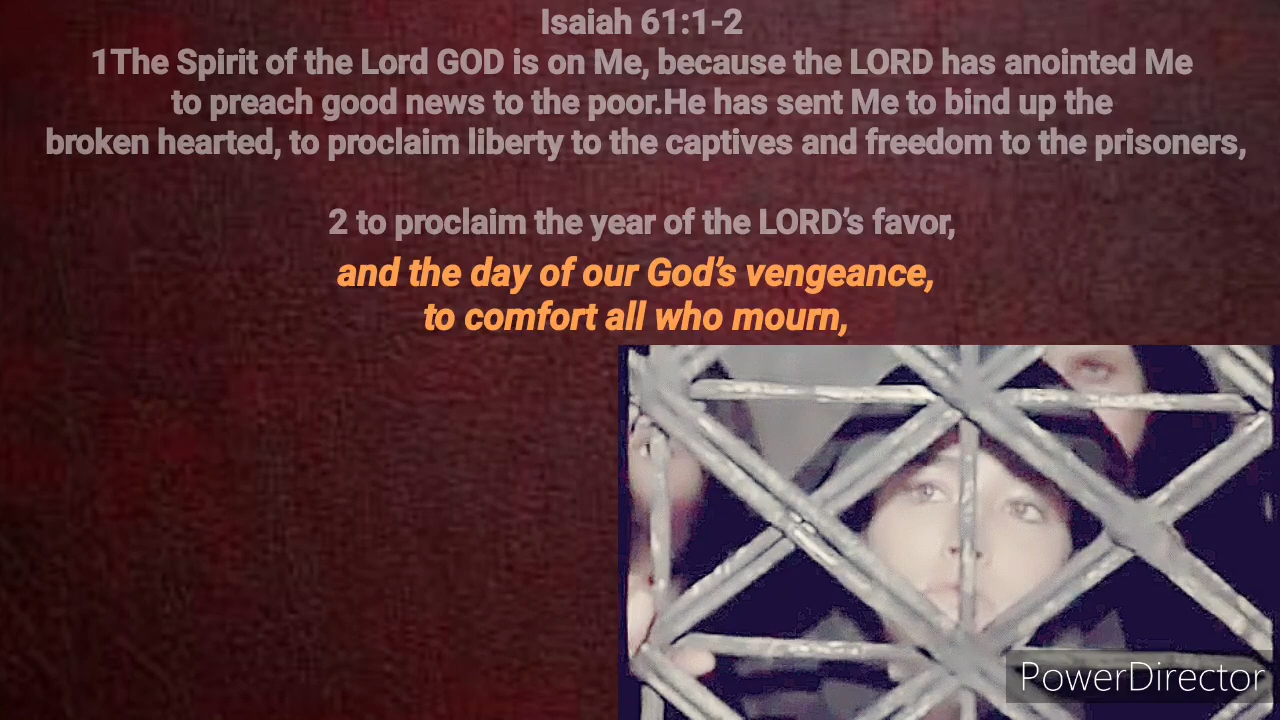 Isaiah 61:1-2
1The Spirit of the Lord GOD is on Me, because the LORD has anointed Me
to preach good news to the poor.He has sent Me to bind up the
broken hearted, to proclaim liberty to the captives and freedom to the prisoners,
2 to proclaim the year of the LORD’s favor,
and the day of our God’s vengeance,
to comfort all who mourn,
PowerDirector